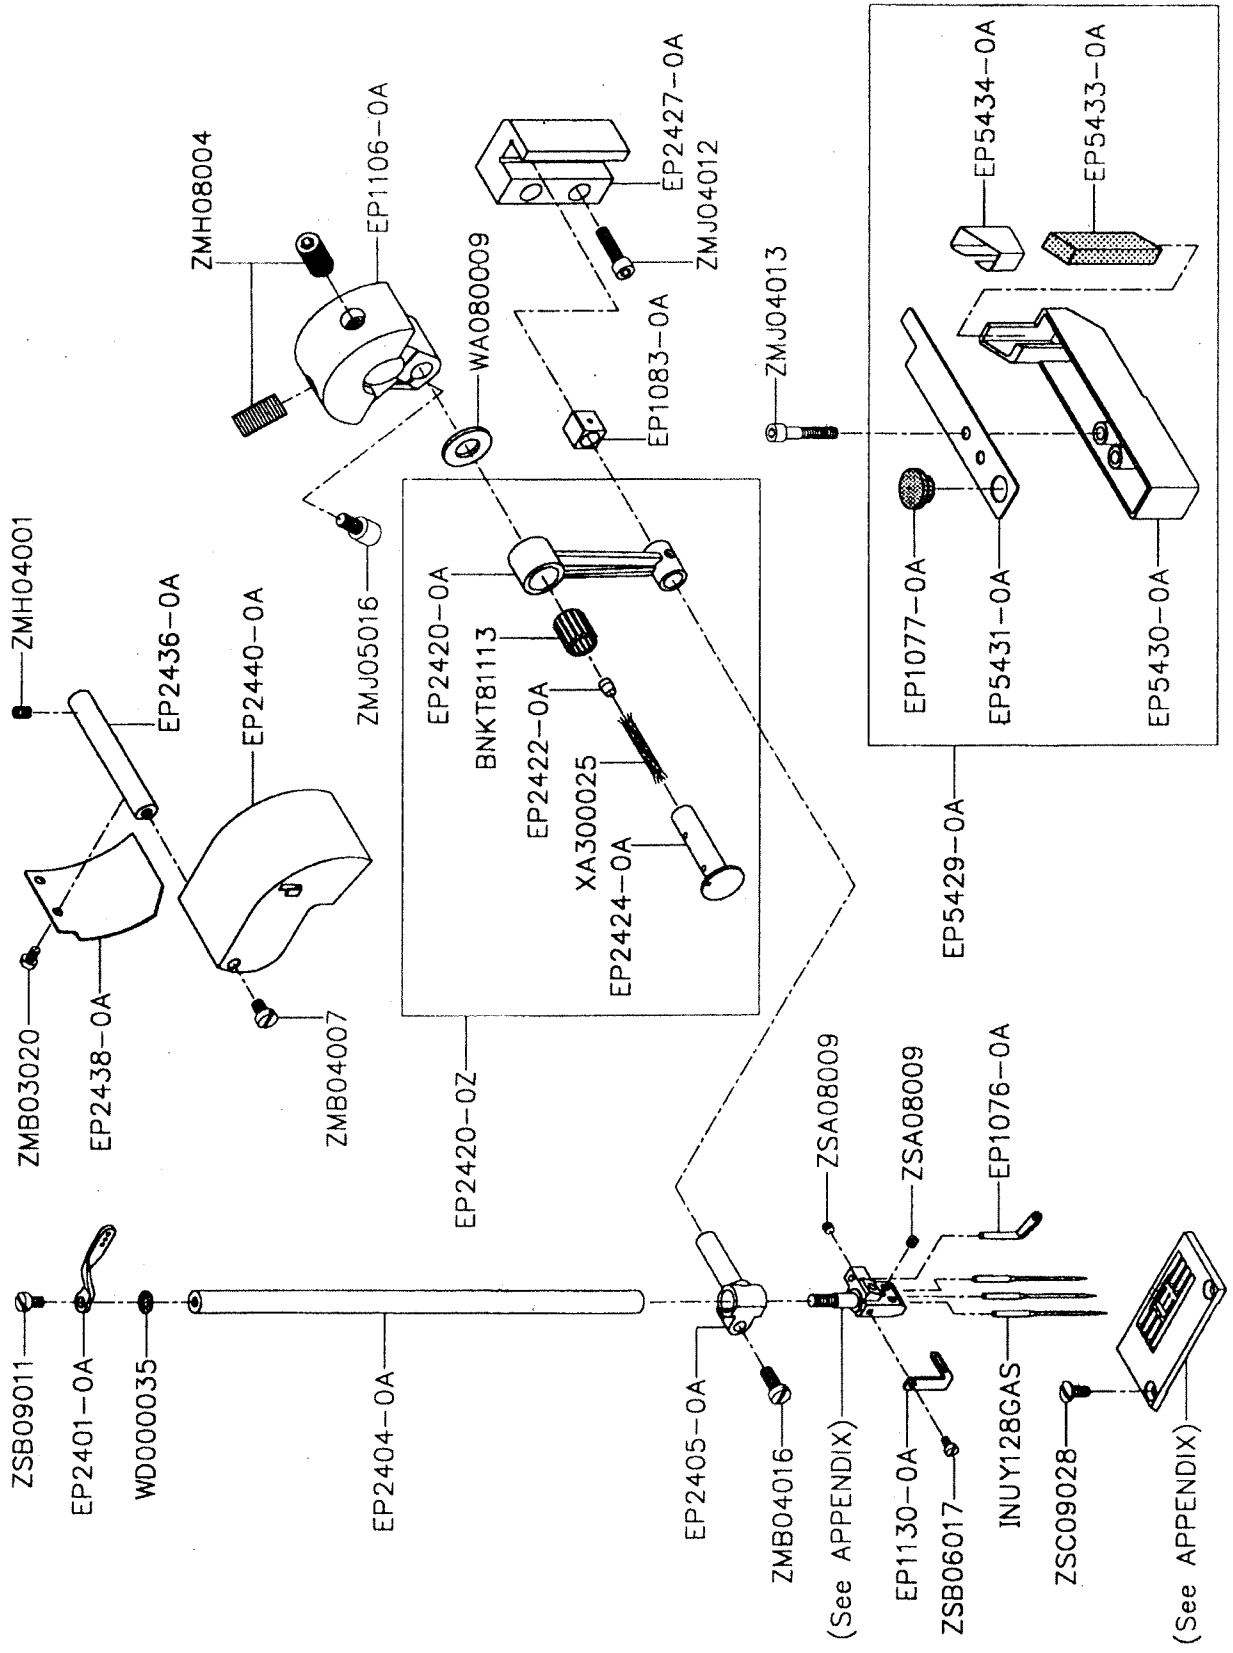 ZSB09011
EP2401-0A
WD000035
EP2404-0A
EP2405-0A
ZMB04016
(See APPENDIX)
EP1130-0A
ZSB06017
INUY128GAS
ZSC09028
(See APPENDIX)
ZMB03020
EP2438-0A
ZMB04007
EP2420-0Z
ZSA08009
ZSA08009
EP1076-0A
ZMH04001
EP2436-0A
EP2440-0A
ZMJ05016
EP2420-0A
BNKT81113
EP2422-0A
XA300025
EP2424-0A
EP5429-0A
EP1077-0A
EP5431-0A
EP5430-0A
ZMH08004
EP1106-0A
WA080009
EP1083-0A
EP2427-0A
ZMJ04012
ZMJ04013
EP5434-0A
EP5433-0A